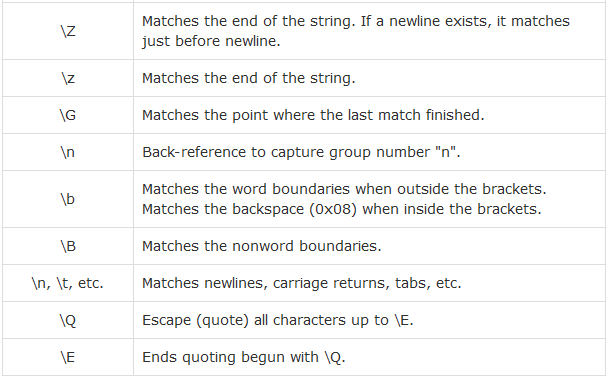 \Z
Matches the end of the string. If a newline exists, it matches
just before newline.
\z
Matches the end of the string.
\G
Matches the point where the last match finished.
\n
Back-reference to capture group number "n".
\b
Matches the word boundaries when outside the brackets.
Matches the backspace (0x08) when inside the brackets.
\B
Matches the nonword boundaries.
\n, \t, etc.
Matches newlines, carriage returns, tabs, etc.
\Q
Escape (quote) all characters up to \E.
\E
Ends quoting begun with \Q.